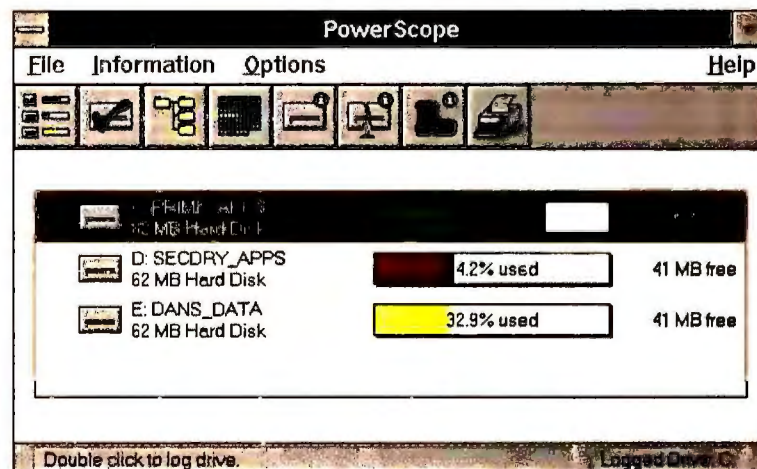 PowerScope
File Information Options Help
D: SECDRY_APPS
62 MB Hard Disk
4.2% used
41 MB free
E: DANS_DATA
62 MB Hard Disk
32.9% used
41 MB free
Double click to log drive.
Logged Drive: